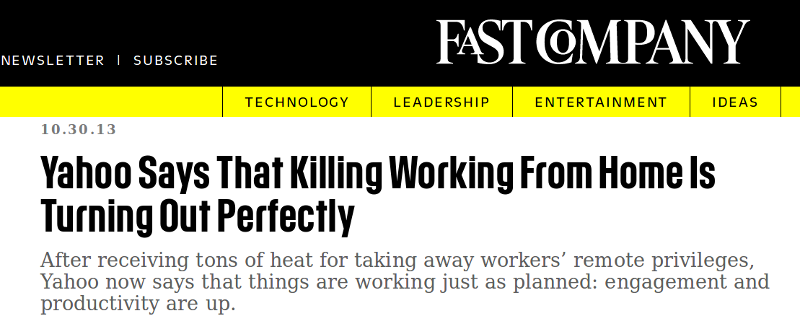 FAST COMPANY
NEWSLETTER | SUBSCRIBE
TECHNOLOGY LEADERSHIP ENTERTAINMENT IDEAS
10.30.13
Yahoo Says That Killing Working From Home Is
Turning Out Perfectly
After receiving tons of heat for taking away workers’ remote privileges,
Yahoo now says that things are working just as planned: engagement and
productivity are up.